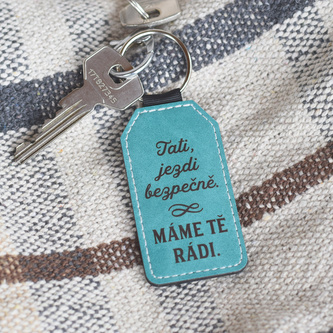 Tati,
jezdi
bezpečně.
MÁME TĚ
RÁDI.